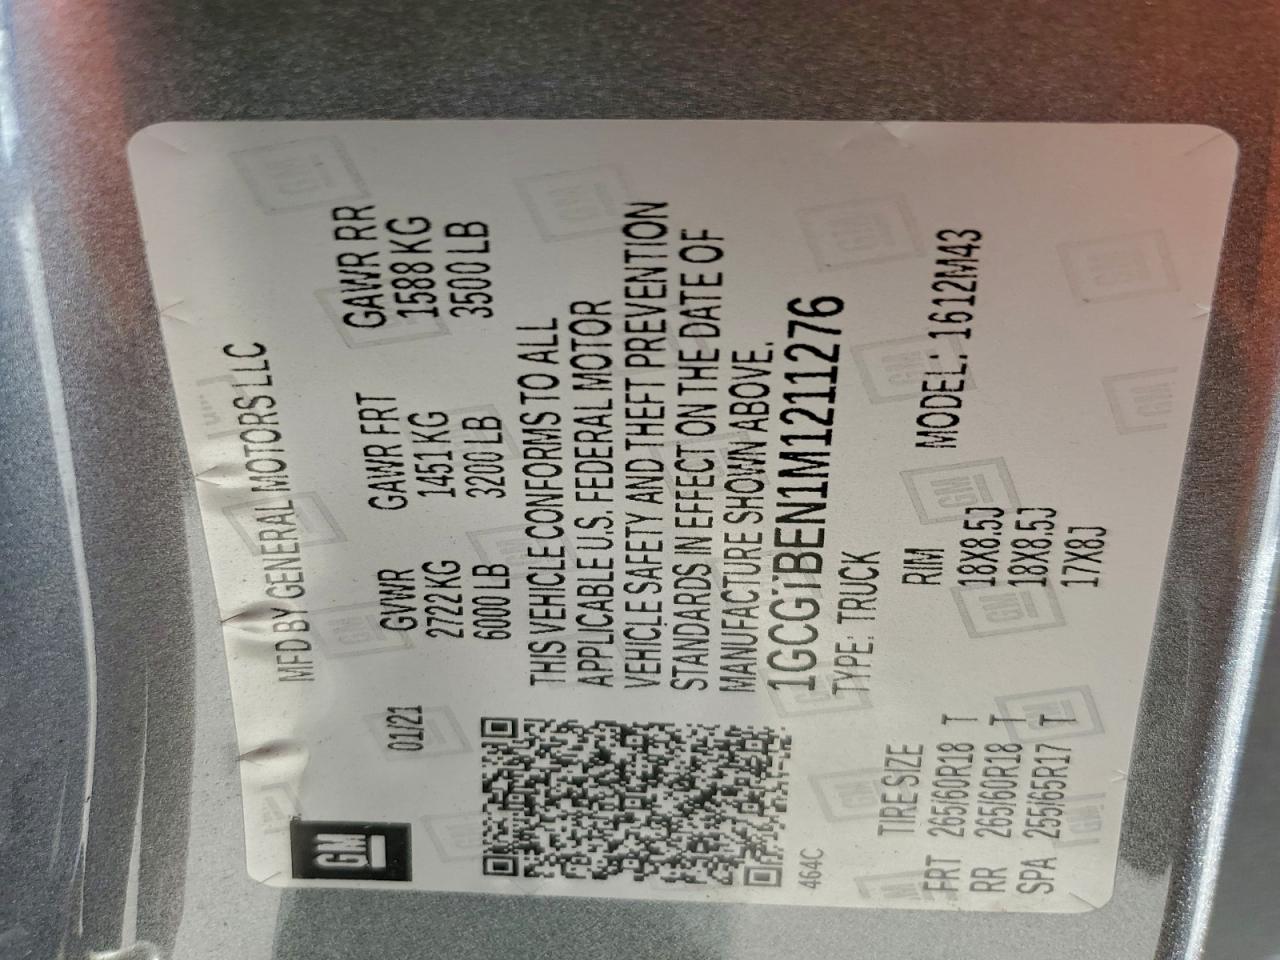 GM
MFD BY GENERAL MOTORS LLC
01/21
GVWR GAWR FRT GAWR RR
2722KG 1451 KG 1588 KG
6000 LB 3200 LB 3500 LB
THIS VEHICLE CONFORMS TO ALL
APPLICABLE U.S. FEDERAL MOTOR
VEHICLE SAFETY AND THEFT PREVENTION
STANDARDS IN EFFECT ON THE DATE OF
MANUFACTURE SHOWN ABOVE.
1GCGTBEN1M1211276
464C
TYPE: TRUCK
MODEL: 1612M43
TIRE SIZE RIM
FRT 265/60R18 T 18X8.5J
RR 265/60R18 T 18X8.5J
SPA 255/65R17 T 17X8J